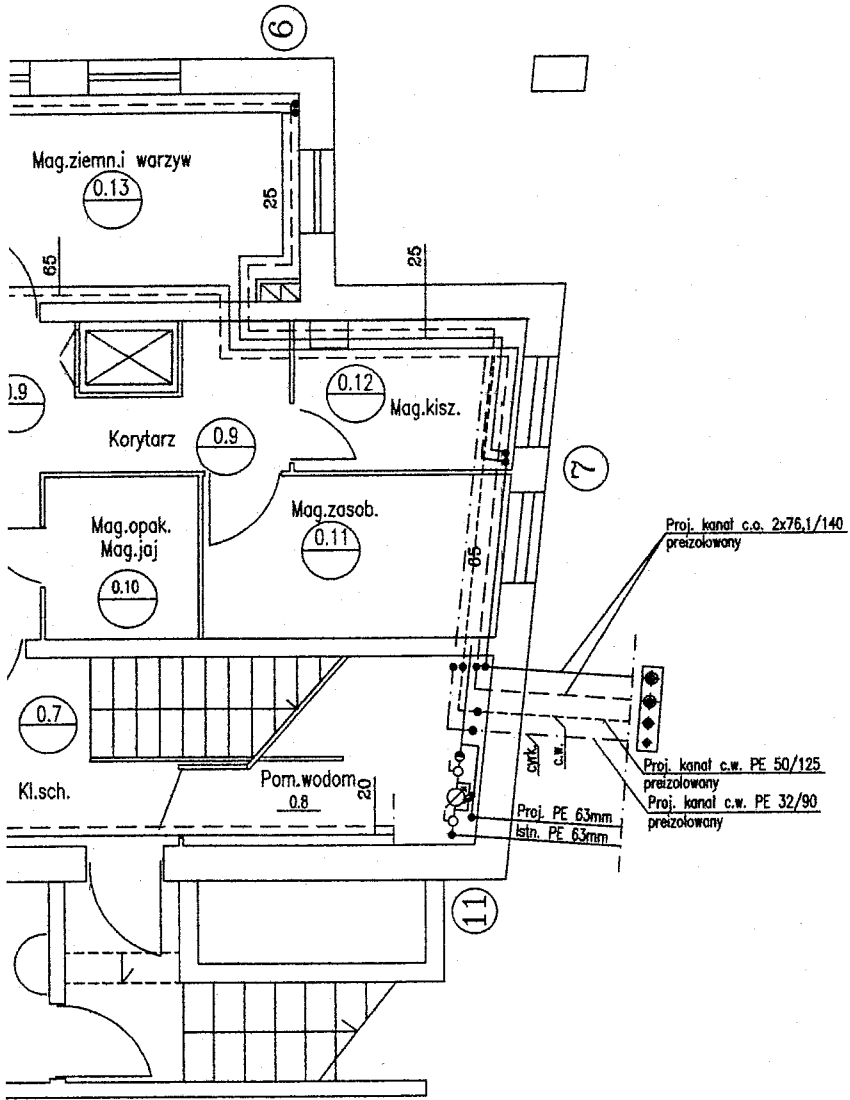 6
Mag.ziemn.i warzyw
0.13
25
65
25
0.12
Mag.kisz.
0.9
Korytarz
0.9
7
Mag.opak.
Mag.jaj
0.10
Mag.zasob.
0.11
65
Proj. kanał c.o. 2x76,1/140
preizolowany
0.7
Kl.sch.
Pom.wodom.
0.8
20
cyrk.
c.w.
Proj. kanał c.w. PE 50/125
preizolowany
Proj. kanał c.w. PE 32/90
preizolowany
Proj. PE 63mm
Istn. PE 63mm
11